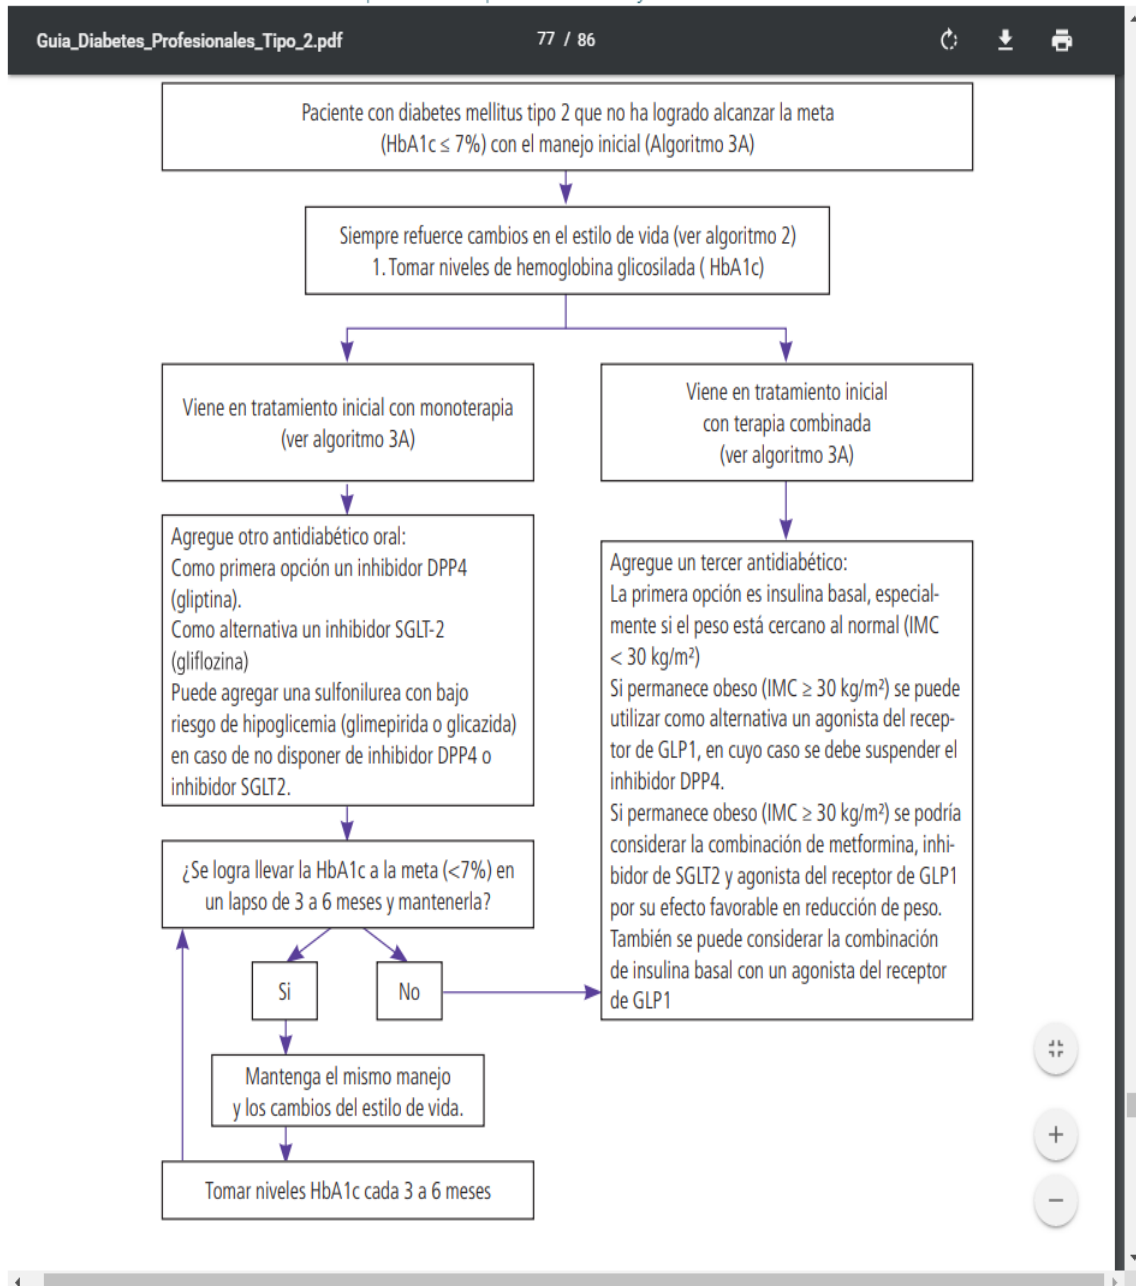 Guia_Diabetes_Profesionales_Tipo_2.pdf
77 / 86
Paciente con diabetes mellitus tipo 2 que no ha logrado alcanzar la meta
(HbA1c ≤ 7%) con el manejo inicial (Algoritmo 3A)
Siempre refuerce cambios en el estilo de vida (ver algoritmo 2)
1. Tomar niveles de hemoglobina glicosilada ( HbA1c)
Viene en tratamiento inicial con monoterapia
(ver algoritmo 3A)
Viene en tratamiento inicial
con terapia combinada
(ver algoritmo 3A)
Agregue otro antidiabético oral:
Como primera opción un inhibidor DPP4
(gliptina).
Como alternativa un inhibidor SGLT-2
(gliflozina)
Puede agregar una sulfonilurea con bajo
riesgo de hipoglicemia (glimepirida o glicazida)
en caso de no disponer de inhibidor DPP4 o
inhibidor SGLT2.
Agregue un tercer antidiabético:
La primera opción es insulina basal, especial-
mente si el peso está cercano al normal (IMC
< 30 kg/m²)
Si permanece obeso (IMC ≥ 30 kg/m²) se puede
utilizar como alternativa un agonista del recep-
tor de GLP1, en cuyo caso se debe suspender el
inhibidor DPP4.
Si permanece obeso (IMC ≥ 30 kg/m²) se podría
considerar la combinación de metformina, inhi-
bidor de SGLT2 y agonista del receptor de GLP1
por su efecto favorable en reducción de peso.
También se puede considerar la combinación
de insulina basal con un agonista del receptor
de GLP1
¿Se logra llevar la HbA1c a la meta (<7%) en
un lapso de 3 a 6 meses y mantenerla?
Si
No
Mantenga el mismo manejo
y los cambios del estilo de vida.
Tomar niveles HbA1c cada 3 a 6 meses